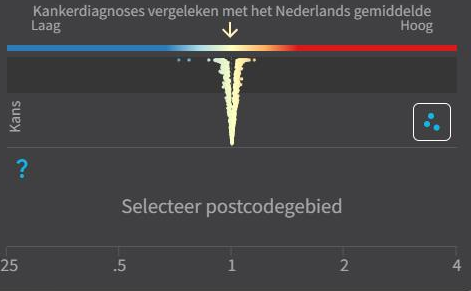 Kankerdiagnoses vergeleken met het Nederlands gemiddelde
Laag Hoog
Kans
?
Selecteer postcodegebied
25 .5 1 2 4